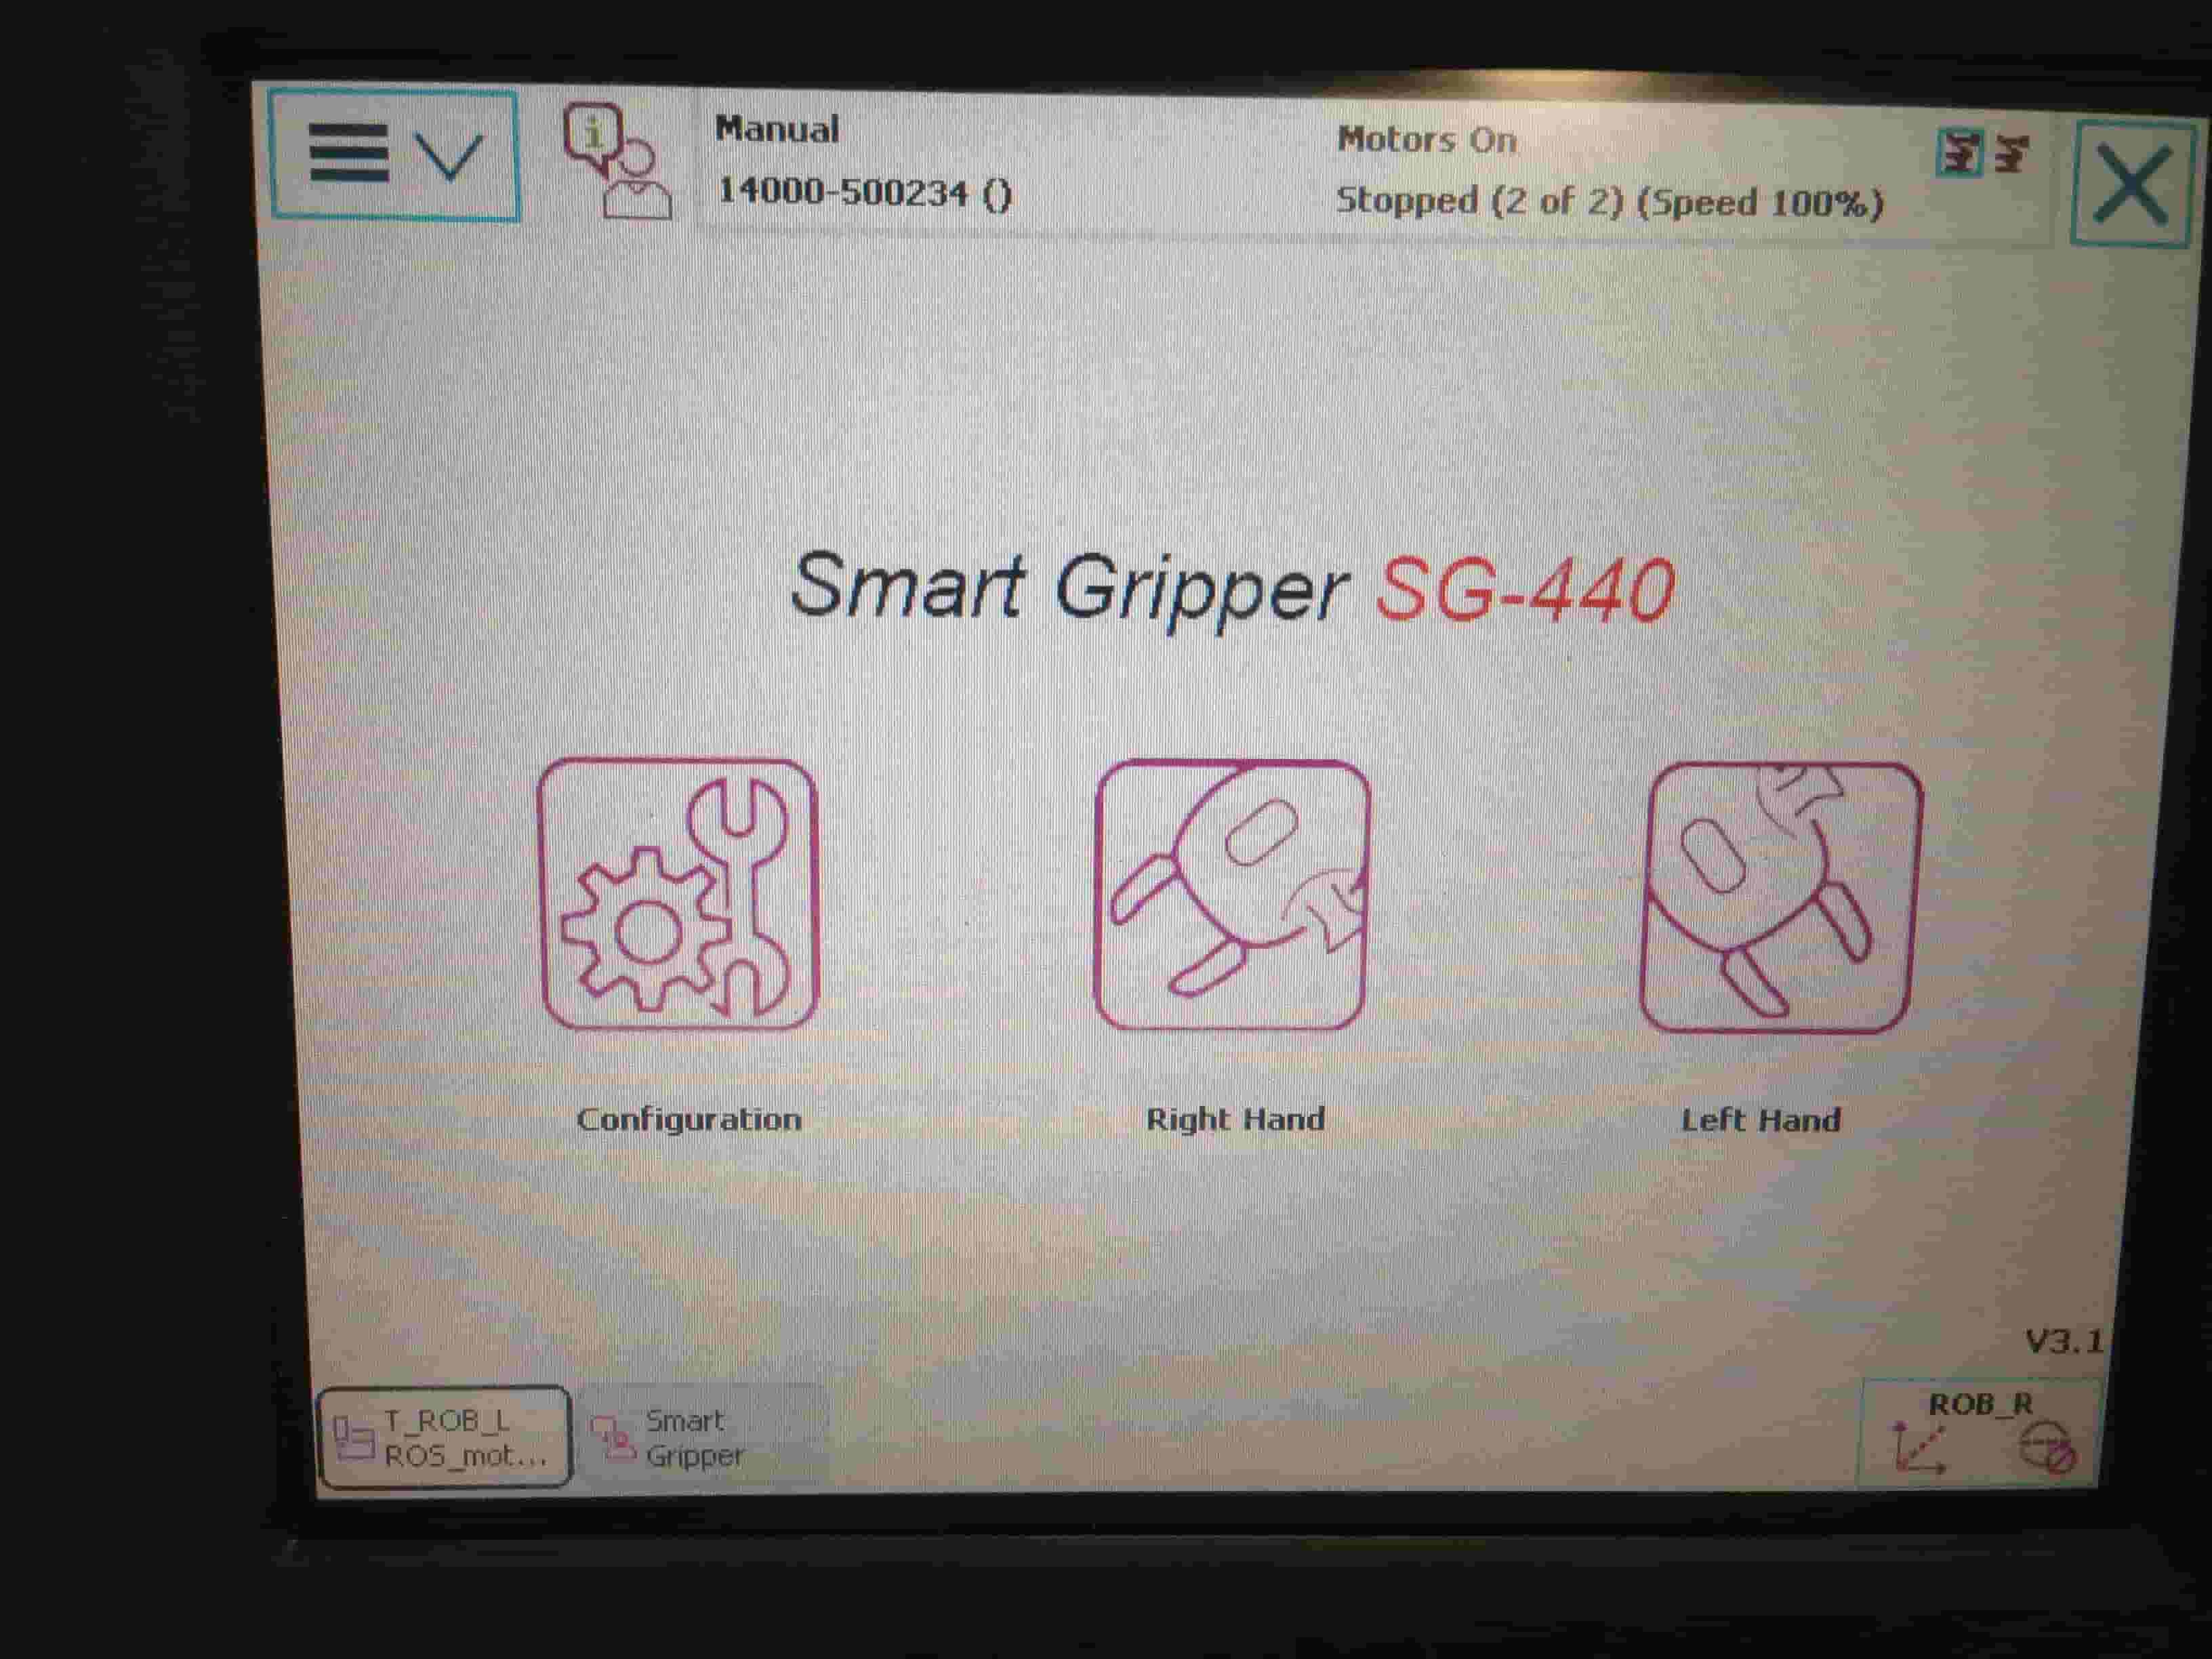 Manual
14000-500234 ()
Motors On
Stopped (2 of 2) (Speed 100%)
Smart Gripper SG-440
Configuration
Right Hand
Left Hand
V3.1
T_ROB_L
ROS_mot...
Smart
Gripper
ROB_R